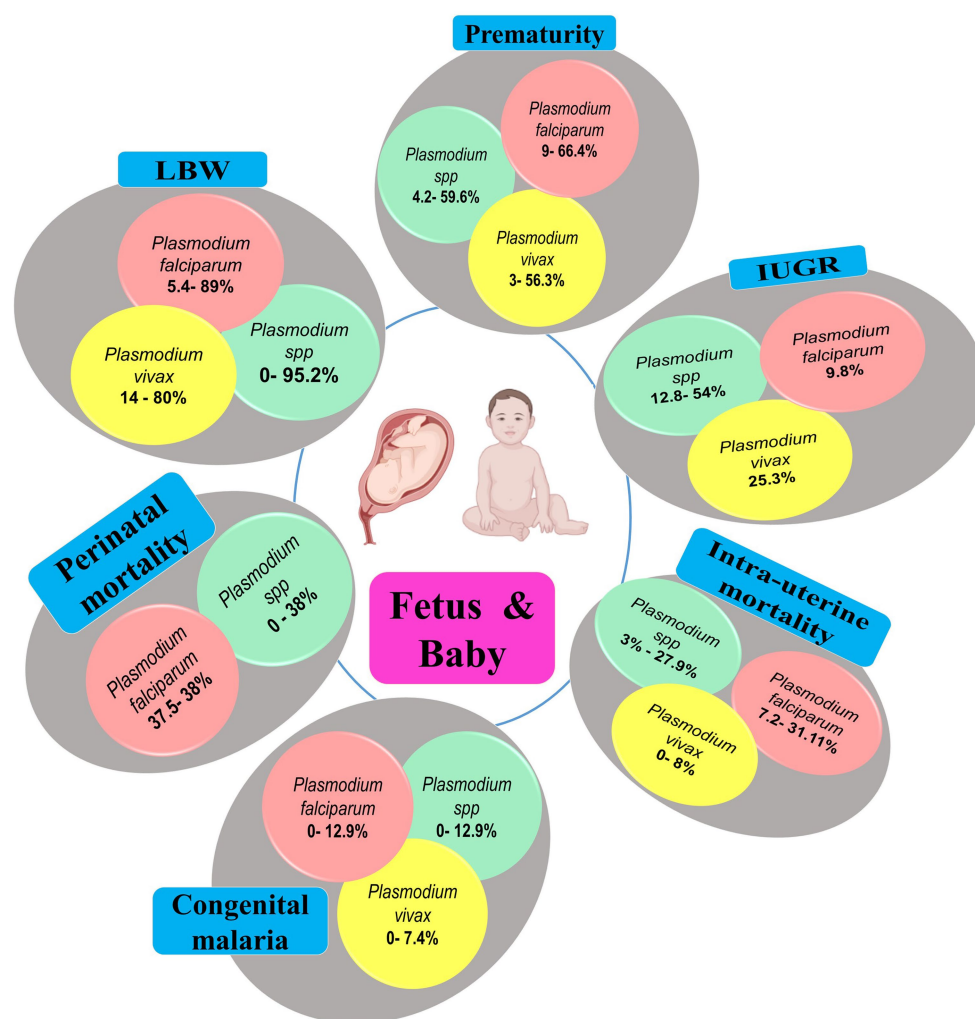 Prematurity
Plasmodium
falciparum
9- 66.4%
Plasmodium
spp
4.2- 59.6%
Plasmodium
vivax
3- 56.3%
LBW
Plasmodium
falciparum
5.4- 89%
Plasmodium
spp
0- 95.2%
Plasmodium
vivax
14 - 80%
IUGR
Plasmodium
falciparum
9.8%
Plasmodium
spp
12.8- 54%
Plasmodium
vivax
25.3%
Perinatal
mortality
Plasmodium
spp
0 - 38%
Plasmodium
falciparum
37.5- 38%
Fetus &
Baby
Intra-uterine
mortality
Plasmodium
spp
3% - 27.9%
Plasmodium
falciparum
7.2- 31.11%
Plasmodium
vivax
0- 8%
Plasmodium
falciparum
0- 12.9%
Plasmodium
spp
0- 12.9%
Plasmodium
vivax
0- 7.4%
Congenital
malaria